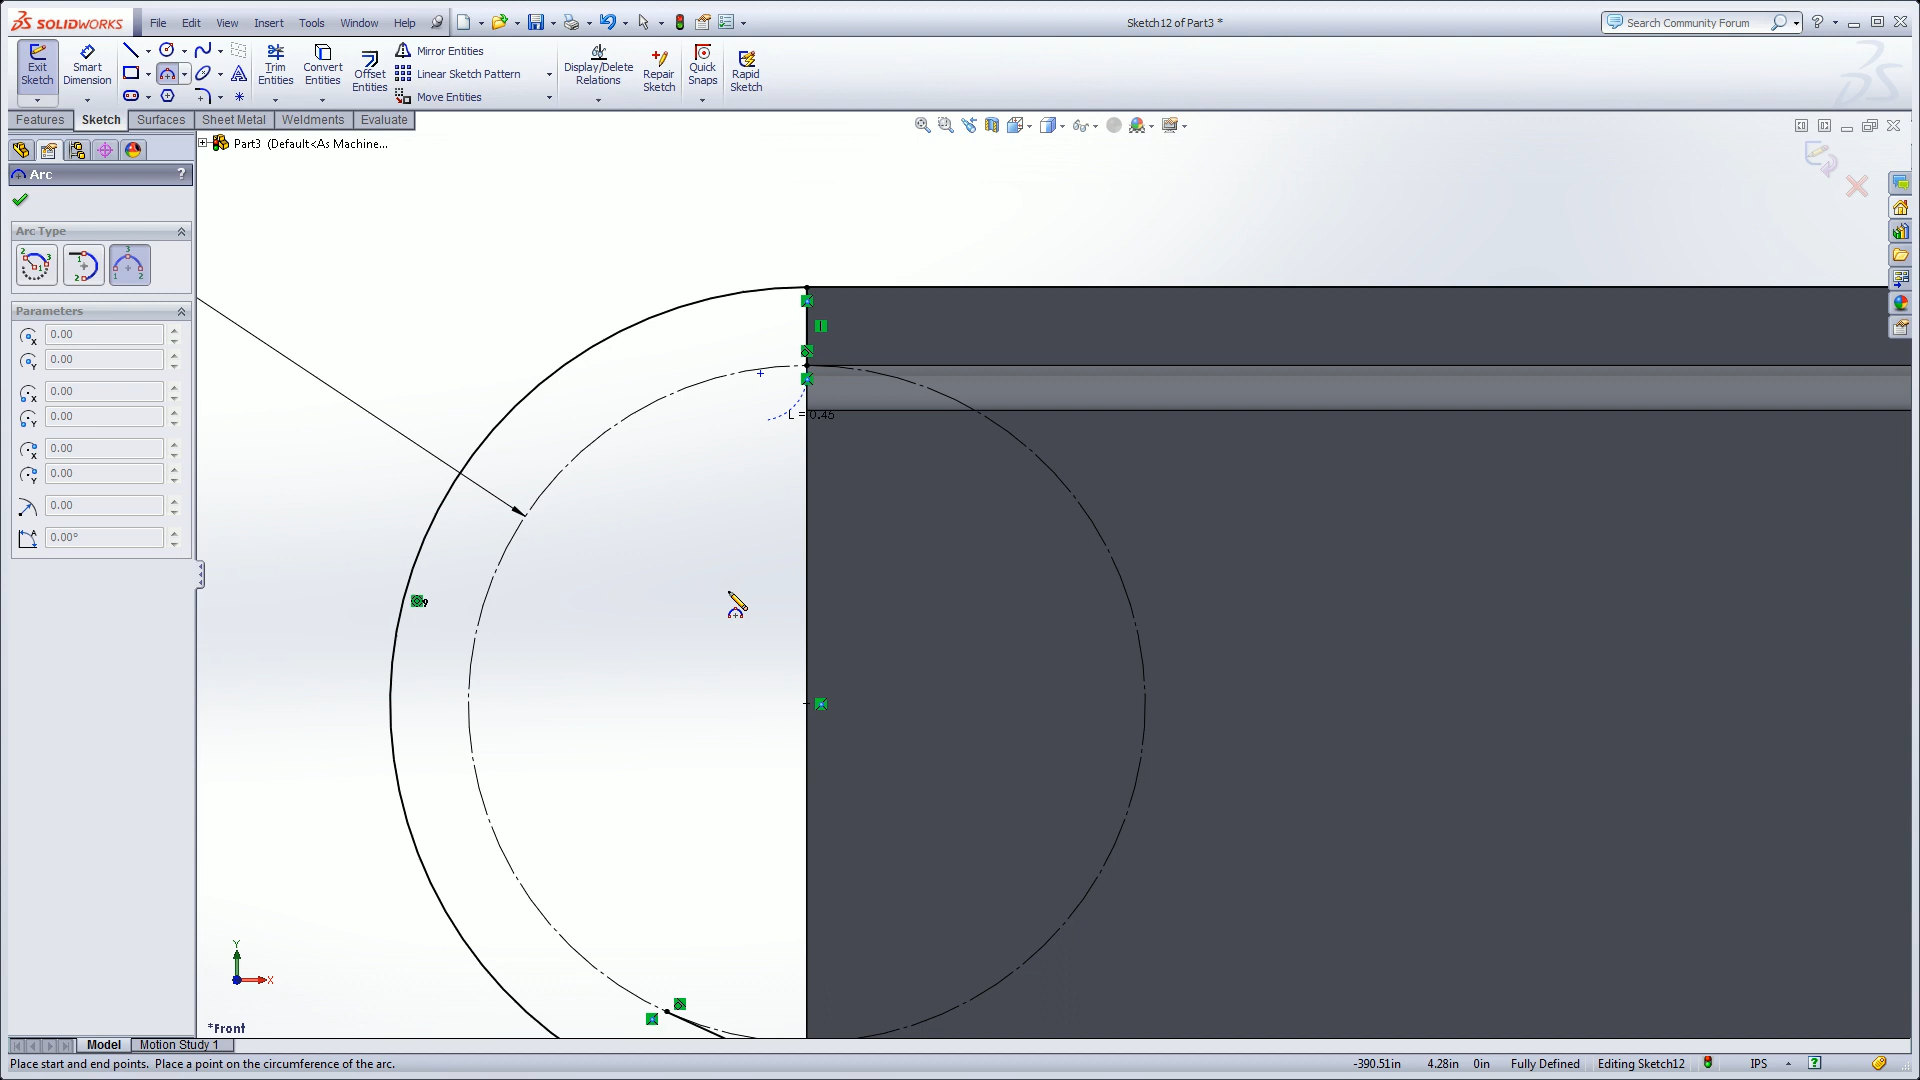 SOLIDWORKS
File Edit View Insert Tools Window Help
Sketch12 of Part3 *
Search Community Forum
Exit Sketch
Smart Dimension
Trim Entities
Convert Entities
Offset Entities
Mirror Entities
Linear Sketch Pattern
Move Entities
Display/Delete Relations
Repair Sketch
Quick Snaps
Rapid Sketch
Features Sketch Surfaces Sheet Metal Weldments Evaluate
Part3 (Default<As Machine...
Arc ?
Arc Type
Parameters
0.00
0.00
0.00
0.00
0.00
0.00
0.00
0.00°
L = 0.45
9
Y
X
*Front
Model Motion Study 1
Place start and end points. Place a point on the circumference of the arc.
-390.51in 4.28in 0in Fully Defined Editing Sketch12 IPS